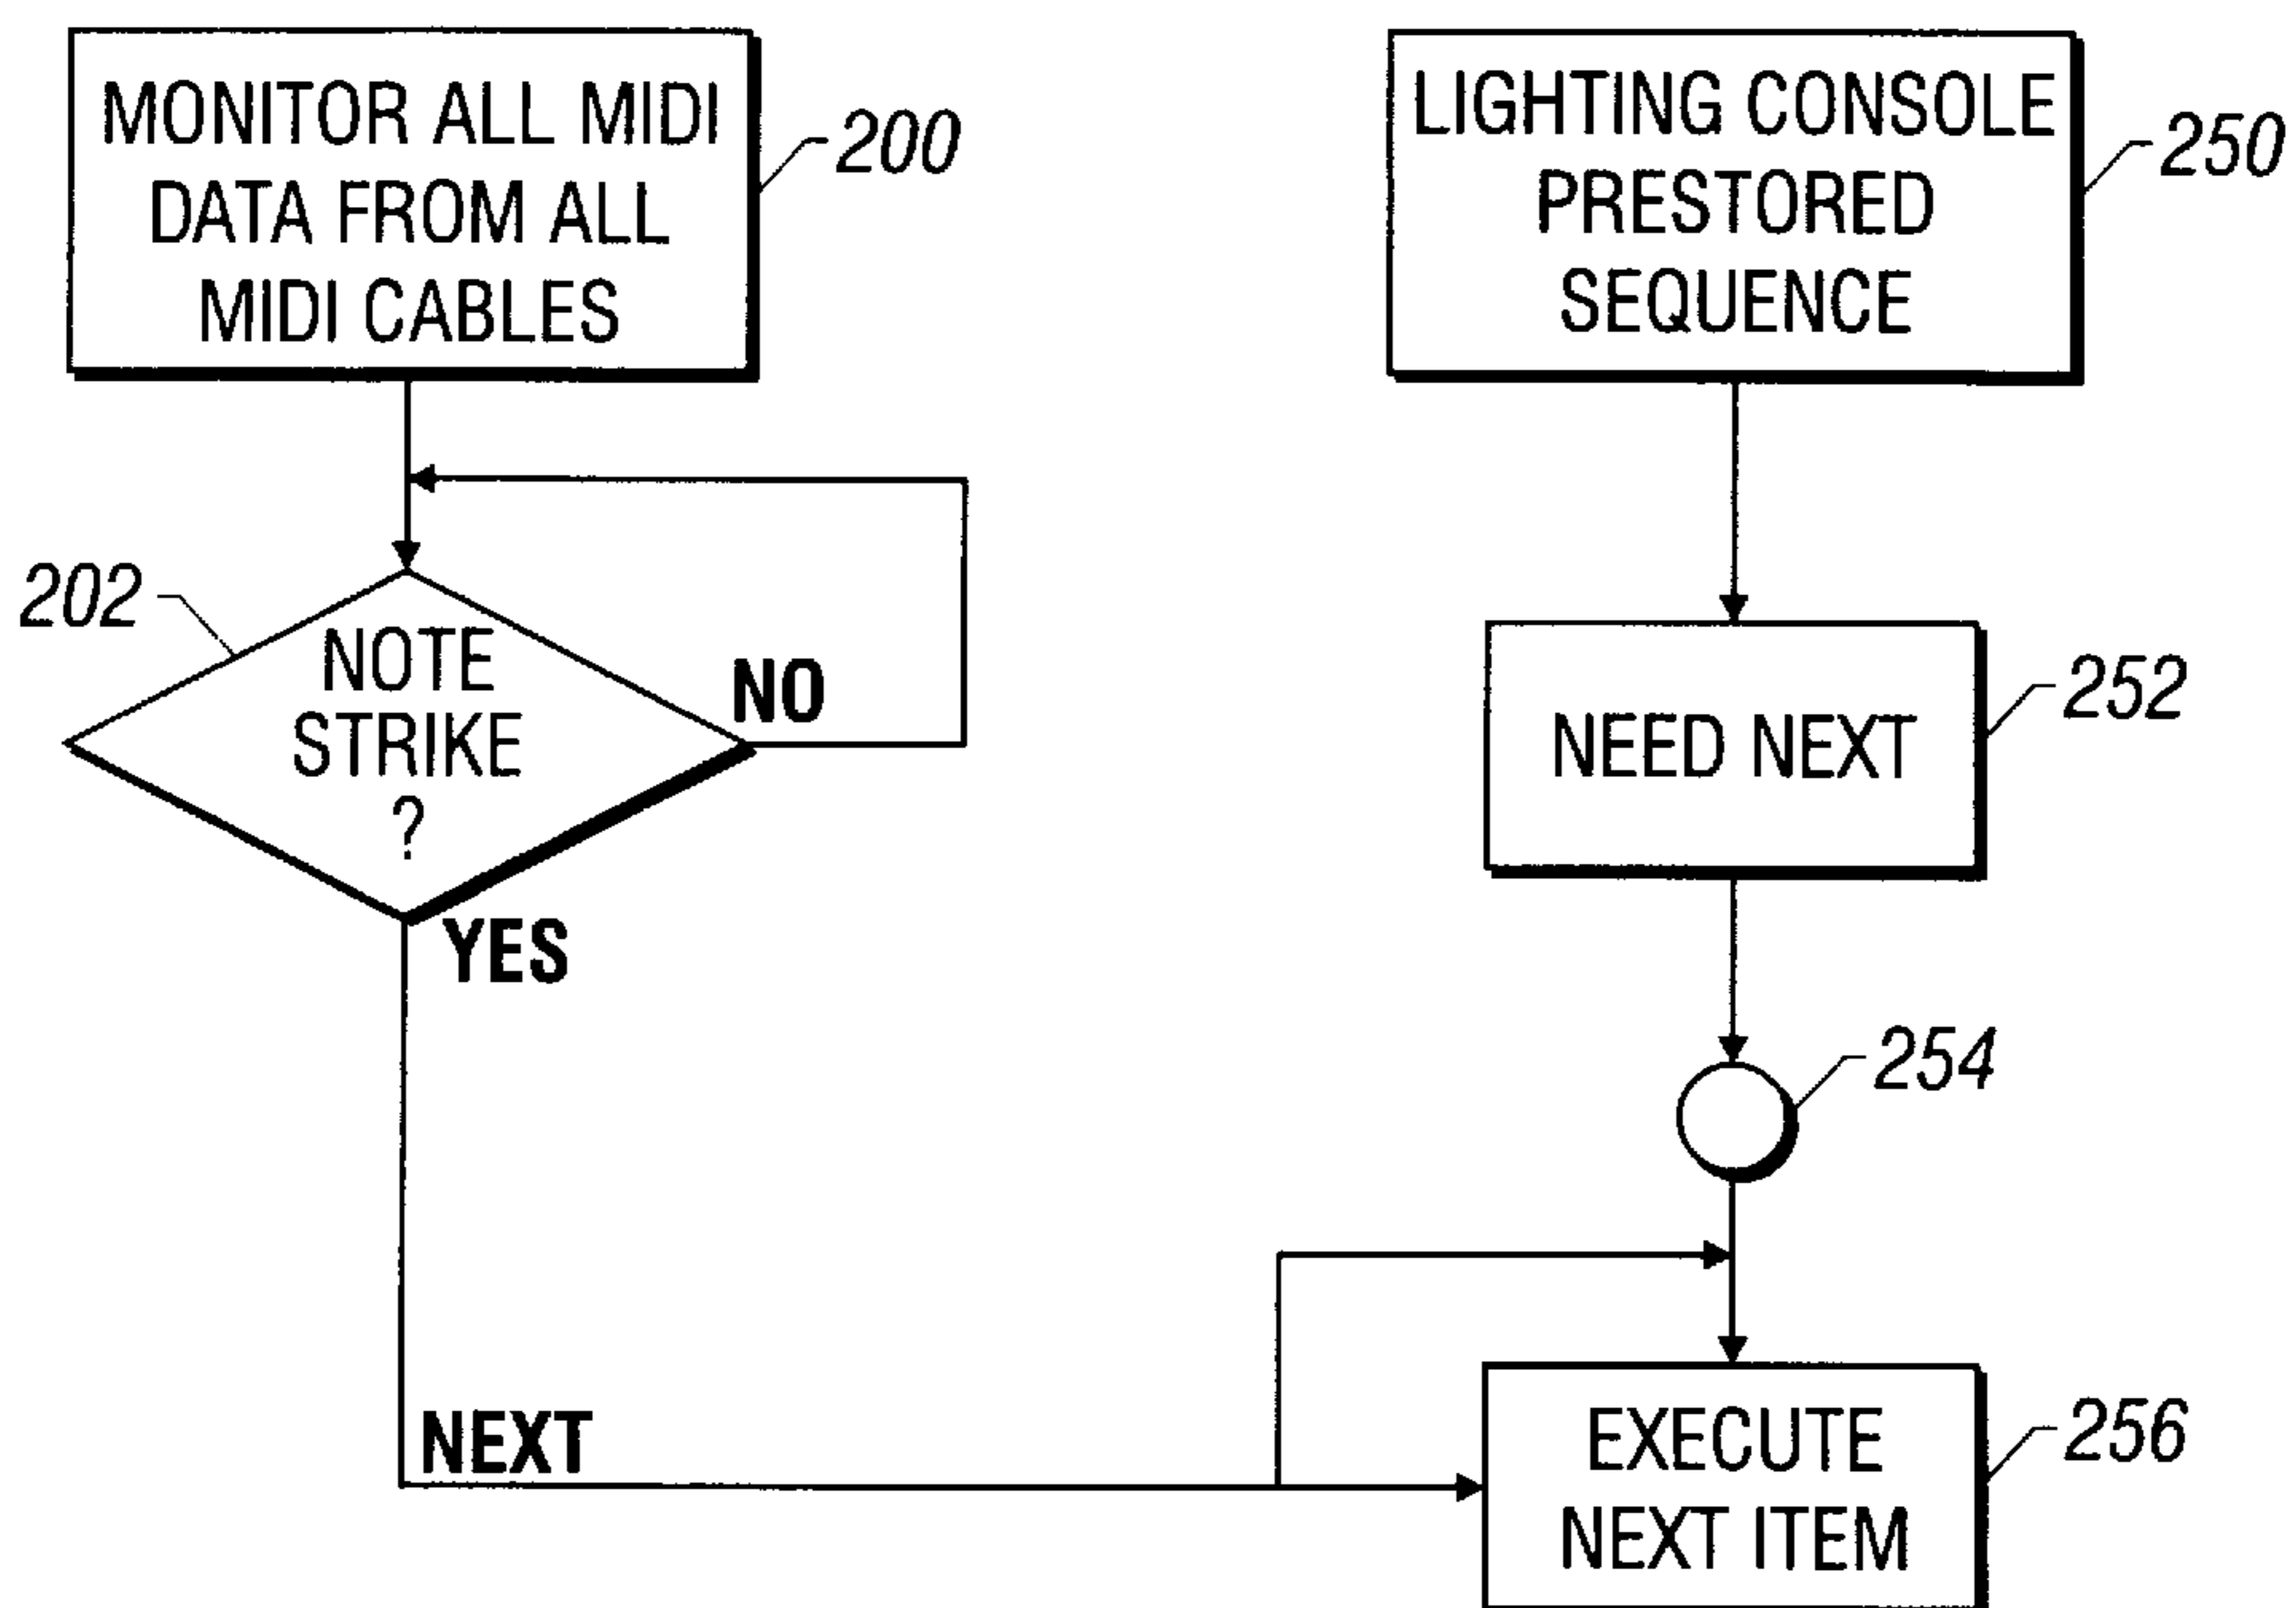 MONITOR ALL MIDI
DATA FROM ALL
MIDI CABLES
200
202
NOTE
STRIKE
?
NO
YES
NEXT
LIGHTING CONSOLE
PRESTORED
SEQUENCE
250
NEED NEXT
252
254
EXECUTE
NEXT ITEM
256